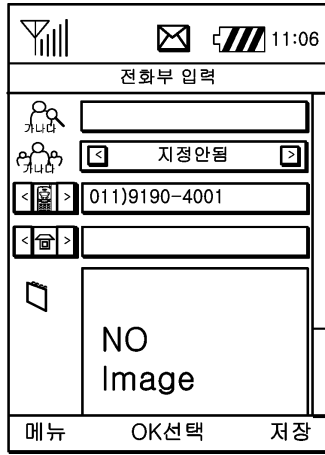 11:06
전화부 입력
가나다
가나다
< 지정안됨 >
< > 011)9190-4001
< >
NO
Image
메뉴 OK선택 저장